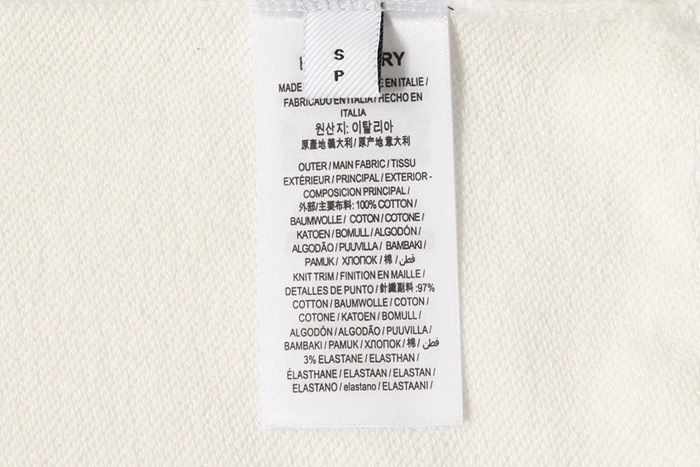 S
P
RY
MADE EN ITALIE /
FABRICADO EN ITALIA / HECHO EN
ITALIA
원산지: 이탈리아
原產地 義大利 / 原产地 意大利
OUTER / MAIN FABRIC / TISSU
EXTÉRIEUR / PRINCIPAL / EXTERIOR -
COMPOSICION PRINCIPAL /
外部/主要布料: 100% COTTON /
BAUMWOLLE / COTON / COTONE /
KATOEN / BOMULL / ALGODÓN /
ALGODÃO / PUUVILLA / BAMBAKI /
PAMUK / ХЛОПОК / 棉 / قطن /
KNIT TRIM / FINITION EN MAILLE /
DETALLES DE PUNTO / 針織副料 :97%
COTTON / BAUMWOLLE / COTON /
COTONE / KATOEN / BOMULL /
ALGODÓN / ALGODÃO / PUUVILLA /
BAMBAKI / PAMUK / ХЛОПОК / 棉 / قطن /
3% ELASTANE / ELASTHAN /
ÉLASTHANE / ELASTAAN / ELASTAN /
ELASTANO / elastano / ELASTAANI /